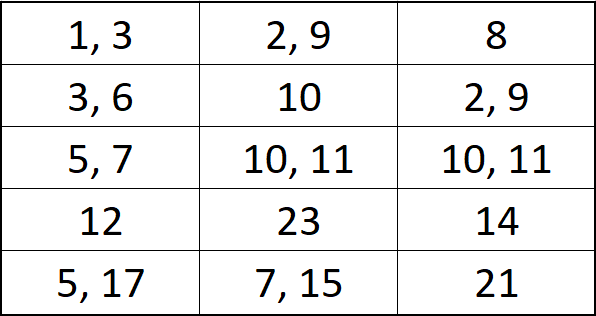 1, 3 2, 9 8
3, 6 10 2, 9
5, 7 10, 11 10, 11
12 23 14
5, 17 7, 15 21